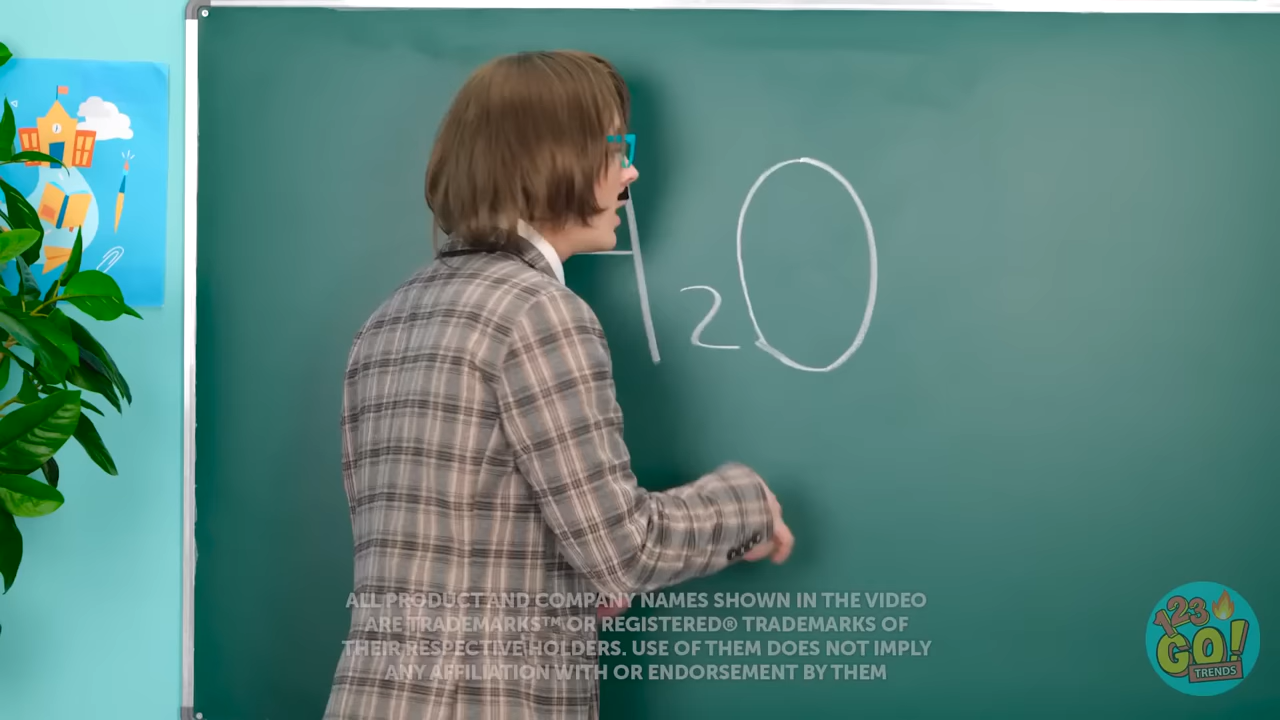 H₂O
ALL PRODUCT AND COMPANY NAMES SHOWN IN THE VIDEO
ARE TRADEMARKS™ OR REGISTERED® TRADEMARKS OF
THEIR RESPECTIVE HOLDERS. USE OF THEM DOES NOT IMPLY
ANY AFFILIATION WITH OR ENDORSEMENT BY THEM
123
GO!
TRENDS